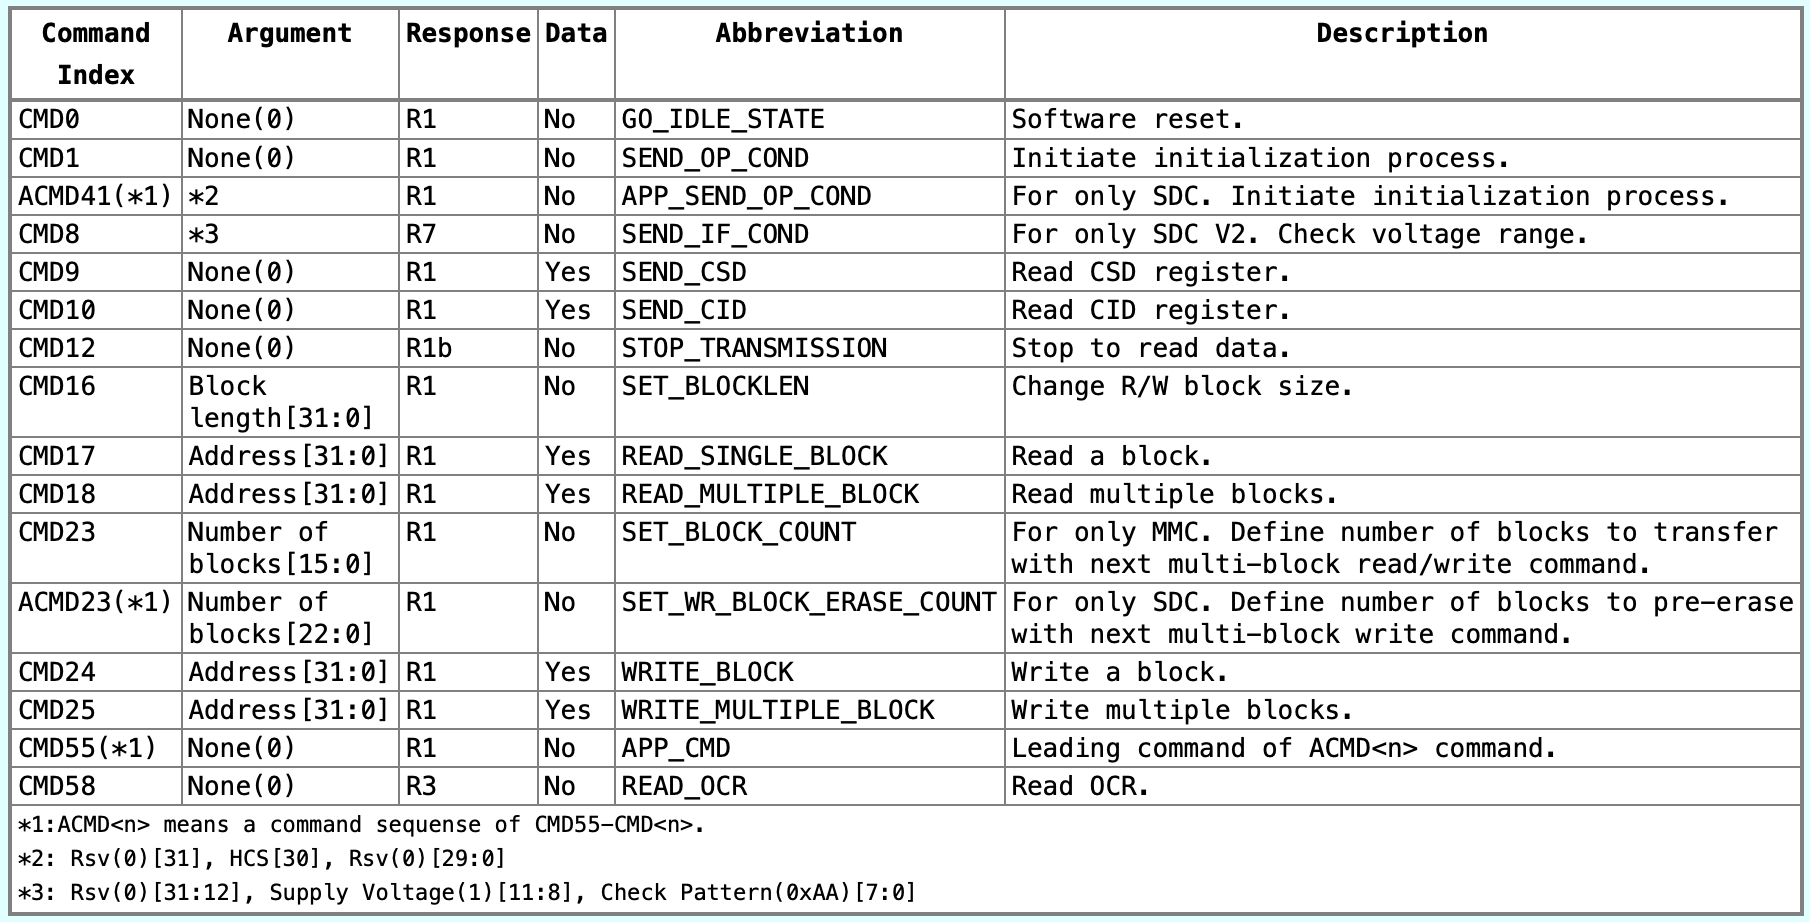 Command Index Argument Response Data Abbreviation Description
CMD0 None(0) R1 No GO_IDLE_STATE Software reset.
CMD1 None(0) R1 No SEND_OP_COND Initiate initialization process.
ACMD41(*1) *2 R1 No APP_SEND_OP_COND For only SDC. Initiate initialization process.
CMD8 *3 R7 No SEND_IF_COND For only SDC V2. Check voltage range.
CMD9 None(0) R1 Yes SEND_CSD Read CSD register.
CMD10 None(0) R1 Yes SEND_CID Read CID register.
CMD12 None(0) R1b No STOP_TRANSMISSION Stop to read data.
CMD16 Block length[31:0] R1 No SET_BLOCKLEN Change R/W block size.
CMD17 Address[31:0] R1 Yes READ_SINGLE_BLOCK Read a block.
CMD18 Address[31:0] R1 Yes READ_MULTIPLE_BLOCK Read multiple blocks.
CMD23 Number of blocks[15:0] R1 No SET_BLOCK_COUNT For only MMC. Define number of blocks to transfer with next multi-block read/write command.
ACMD23(*1) Number of blocks[22:0] R1 No SET_WR_BLOCK_ERASE_COUNT For only SDC. Define number of blocks to pre-erase with next multi-block write command.
CMD24 Address[31:0] R1 Yes WRITE_BLOCK Write a block.
CMD25 Address[31:0] R1 Yes WRITE_MULTIPLE_BLOCK Write multiple blocks.
CMD55(*1) None(0) R1 No APP_CMD Leading command of ACMD<n> command.
CMD58 None(0) R3 No READ_OCR Read OCR.
*1:ACMD<n> means a command sequense of CMD55-CMD<n>.
*2: Rsv(0)[31], HCS[30], Rsv(0)[29:0]
*3: Rsv(0)[31:12], Supply Voltage(1)[11:8], Check Pattern(0xAA)[7:0]